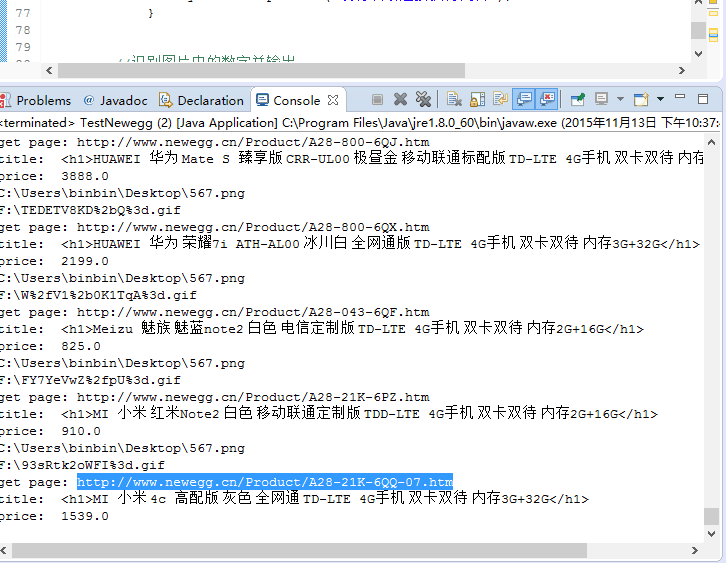 77
}
78
79
//识别图片中的数字并输出
Problems @ Javadoc Declaration Console
<terminated> TestNewegg (2) [Java Application] C:\Program Files\Java\jre1.8.0_60\bin\javaw.exe (2015年11月13日 下午10:37:
get page: http://www.newegg.cn/Product/A28-800-6QJ.htm
title: <h1>HUAWEI 华为 Mate S 臻享版 CRR-UL00 极昼金 移动联通标配版 TD-LTE 4G手机 双卡双待 内存
price: 3888.0
C:\Users\binbin\Desktop\567.png
F:\TEDETV8KD%2bQ%3d.gif
get page: http://www.newegg.cn/Product/A28-800-6QX.htm
title: <h1>HUAWEI 华为 荣耀7i ATH-AL00 冰川白 全网通版 TD-LTE 4G手机 双卡双待 内存3G+32G</h1>
price: 2199.0
C:\Users\binbin\Desktop\567.png
F:\W%2fV1%2b0K1TqA%3d.gif
get page: http://www.newegg.cn/Product/A28-043-6QF.htm
title: <h1>Meizu 魅族 魅蓝note2 白色 电信定制版 TD-LTE 4G手机 双卡双待 内存2G+16G</h1>
price: 825.0
C:\Users\binbin\Desktop\567.png
F:\FY7YeVwZ%2fpU%3d.gif
get page: http://www.newegg.cn/Product/A28-21K-6PZ.htm
title: <h1>MI 小米 红米Note2 白色 移动联通定制版 TDD-LTE 4G手机 双卡双待 内存2G+16G</h1>
price: 910.0
C:\Users\binbin\Desktop\567.png
F:\93sRtk2oWFI%3d.gif
get page: http://www.newegg.cn/Product/A28-21K-6QQ-07.htm
title: <h1>MI 小米 4c 高配版 灰色 全网通 TD-LTE 4G手机 双卡双待 内存3G+32G</h1>
price: 1539.0